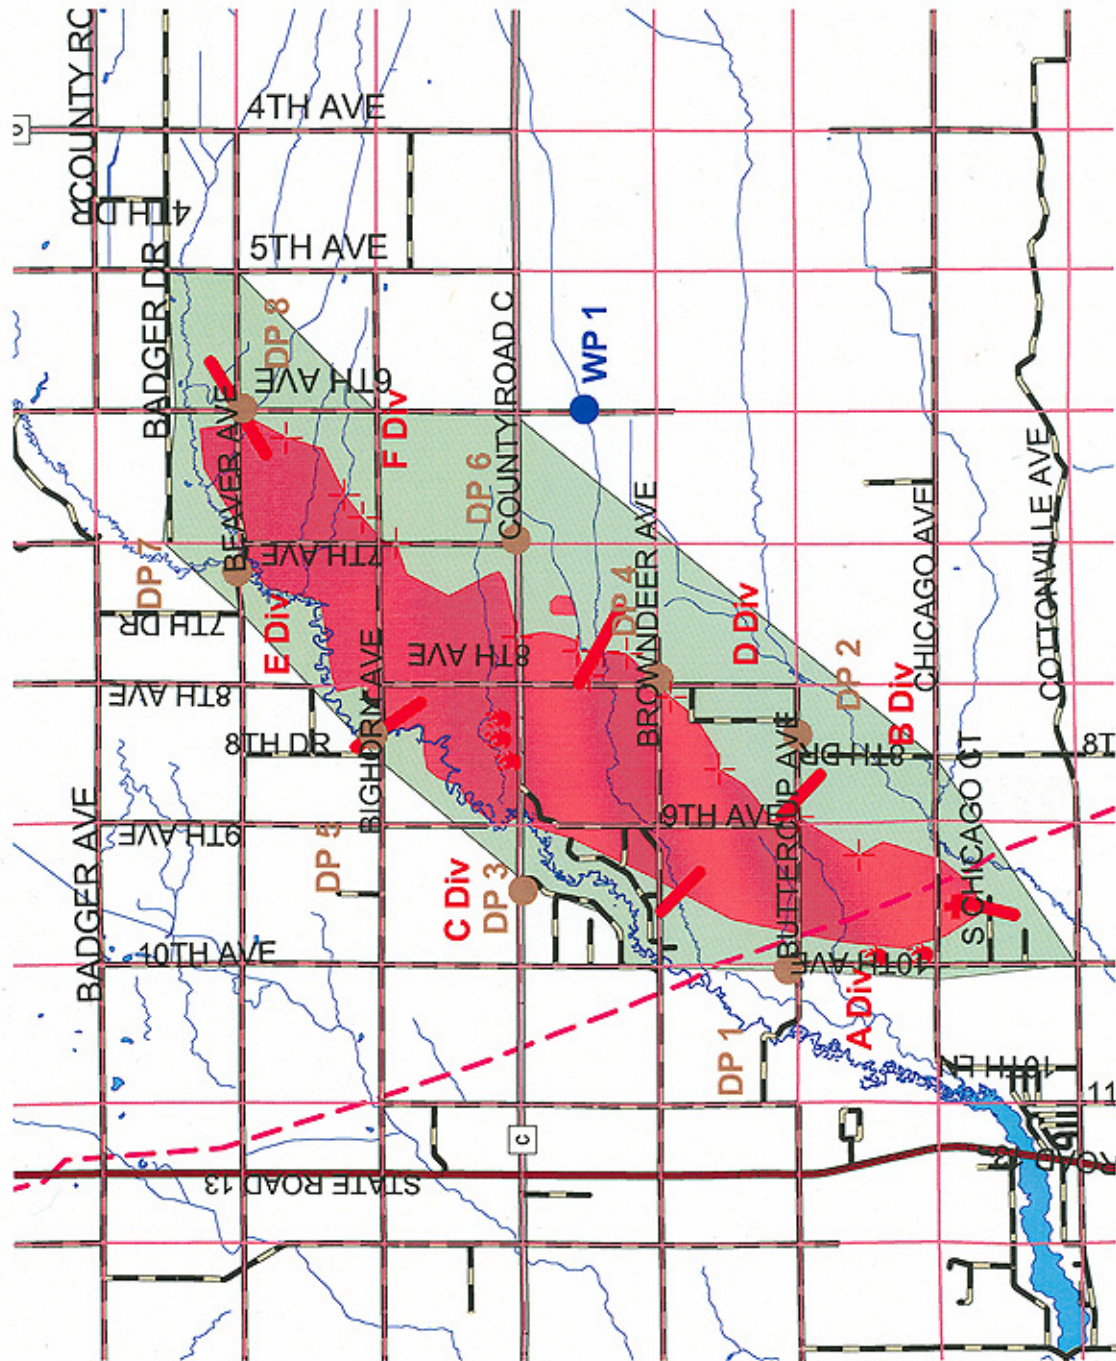 COUNTY RO
4TH AVE
4TH DR
5TH AVE
BADGER DR
DP 8
6TH AVE
WP 1
BEAVER AVE
F Div
DP 6
COUNTY ROAD C
COTTONVILLE AVE
CHICAGO AVE
BROWNDEER AVE
DP 7
7TH AVE
7TH DR
E Div
DP 4
D Div
8TH AVE
8TH AVE
DP 2
B Div
8TH DR
BIGHORN AVE
8TH DR
8T
S CHICAGO CT
BUTTERCUP AVE
BADGER AVE
9TH AVE
9TH AVE
DP 5
C Div
DP 3
10TH AVE
10TH AVE
A Div
DP 1
11
C
STATE ROAD 13